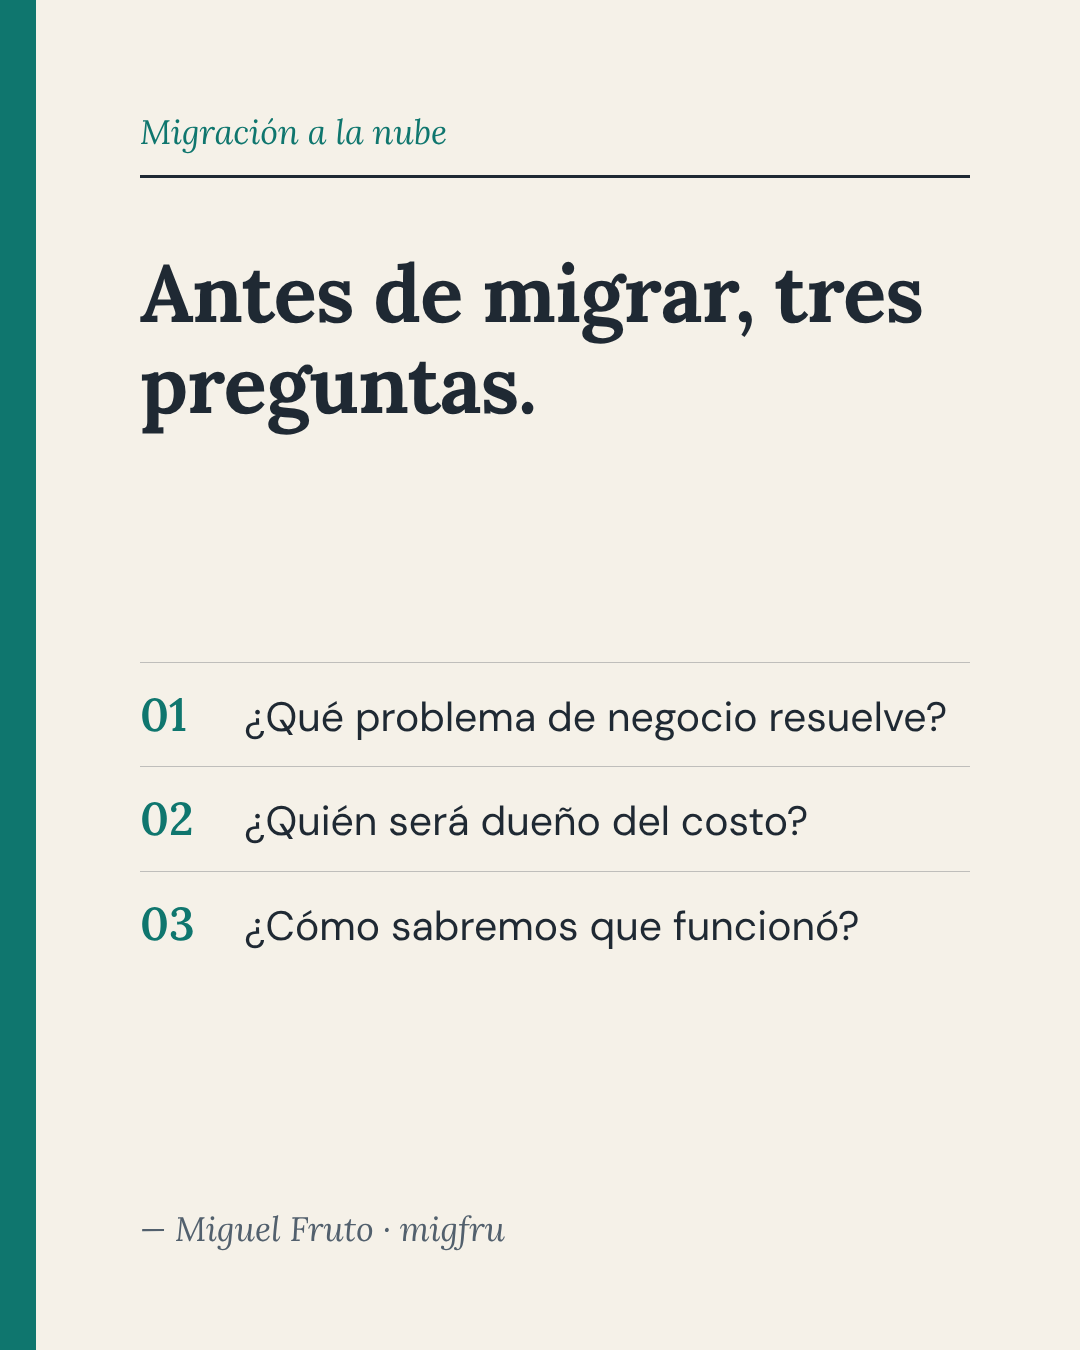 Migración a la nube
Antes de migrar, tres
preguntas.
01 ¿Qué problema de negocio resuelve?
02 ¿Quién será dueño del costo?
03 ¿Cómo sabremos que funcionó?
— Miguel Fruto · migfru